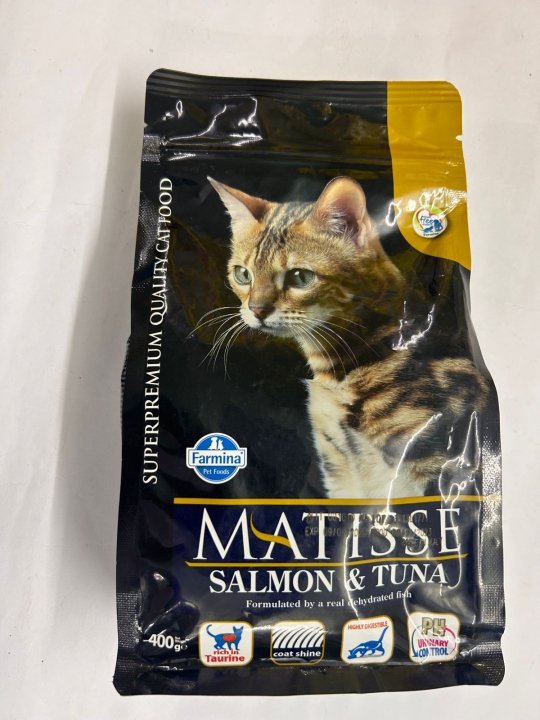 free
SUPERPREMIUM QUALITY CAT FOOD
Farmina
Pet Foods
MATISSE
SALMON & TUNA
Formulated by a real dehydrated fish
400g e
rich in
Taurine
coat shine
HIGHLY DIGESTIBLE
PH
URINARY
CONTROL